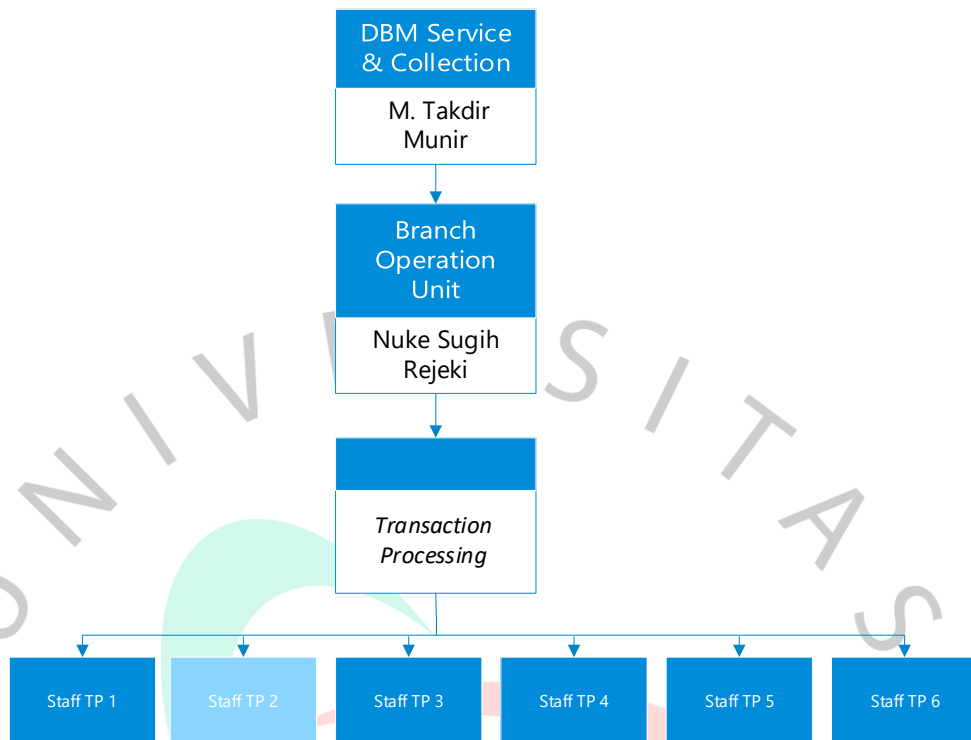 DBM Service
& Collection
M. Takdir
Munir
Branch
Operation
Unit
Nuke Sugih
Rejeki
Transaction
Processing
Staff TP 1
Staff TP 2
Staff TP 3
Staff TP 4
Staff TP 5
Staff TP 6
UNIVERSITAS